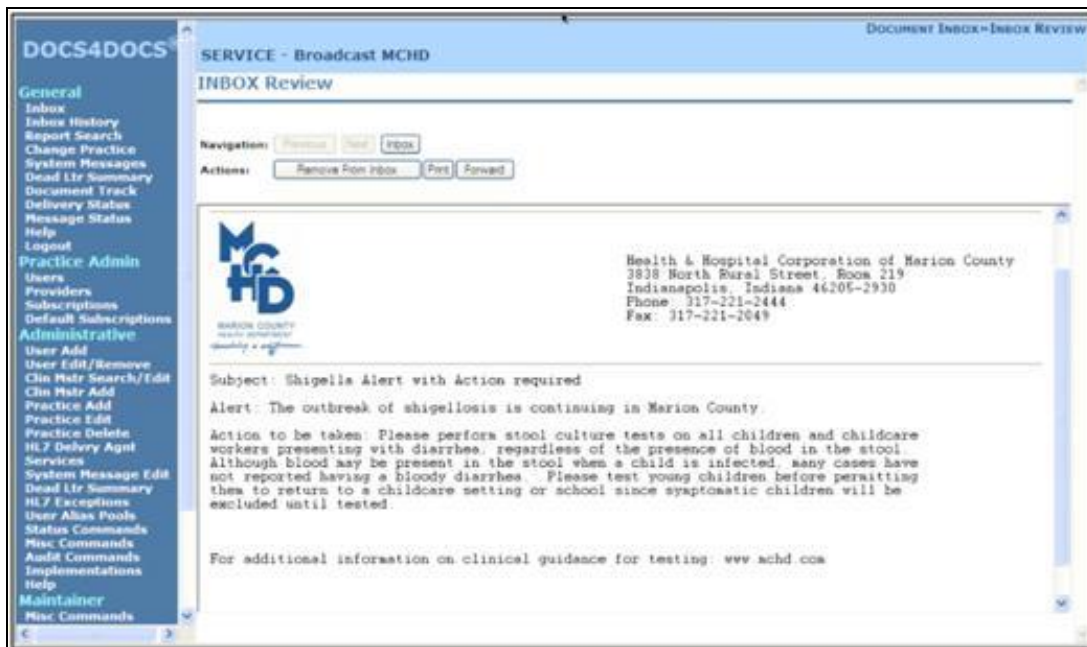 DOCUMENT INBOX~INBOX REVIEW
DOCS4DOCS®
SERVICE - Broadcast MCHD
INBOX Review
General
Inbox
Inbox History
Report Search
Change Practice
System Messages
Dead Ltr Summary
Document Track
Delivery Status
Message Status
Help
Logout
Practice Admin
Users
Providers
Subscriptions
Default Subscriptions
Administrative
User Add
User Edit/Remove
Clin Mstr Search/Edit
Clin Mstr Add
Practice Add
Practice Edit
Practice Delete
HL7 Delvry Agnt
Services
System Message Edit
Dead Ltr Summary
HL7 Exceptions
User Alias Pools
Status Commands
Misc Commands
Audit Commands
Implementations
Help
Maintainer
Misc Commands
Navigation: Previous Next Inbox
Actions: Remove From Inbox Print Forward
MCHD
MARION COUNTY
HEALTH DEPARTMENT
Health & Hospital Corporation of Marion County
3838 North Rural Street, Room 219
Indianapolis, Indiana 46205-2930
Phone: 317-221-2444
Fax: 317-221-2049
Subject: Shigella Alert with Action required
Alert: The outbreak of shigellosis is continuing in Marion County.
Action to be taken: Please perform stool culture tests on all children and childcare
workers presenting with diarrhea, regardless of the presence of blood in the stool.
Although blood may be present in the stool when a child is infected, many cases have
not reported having a bloody diarrhea. Please test young children before permitting
them to return to a childcare setting or school since symptomatic children will be
excluded until tested.
For additional information on clinical guidance for testing: www.mchd.com